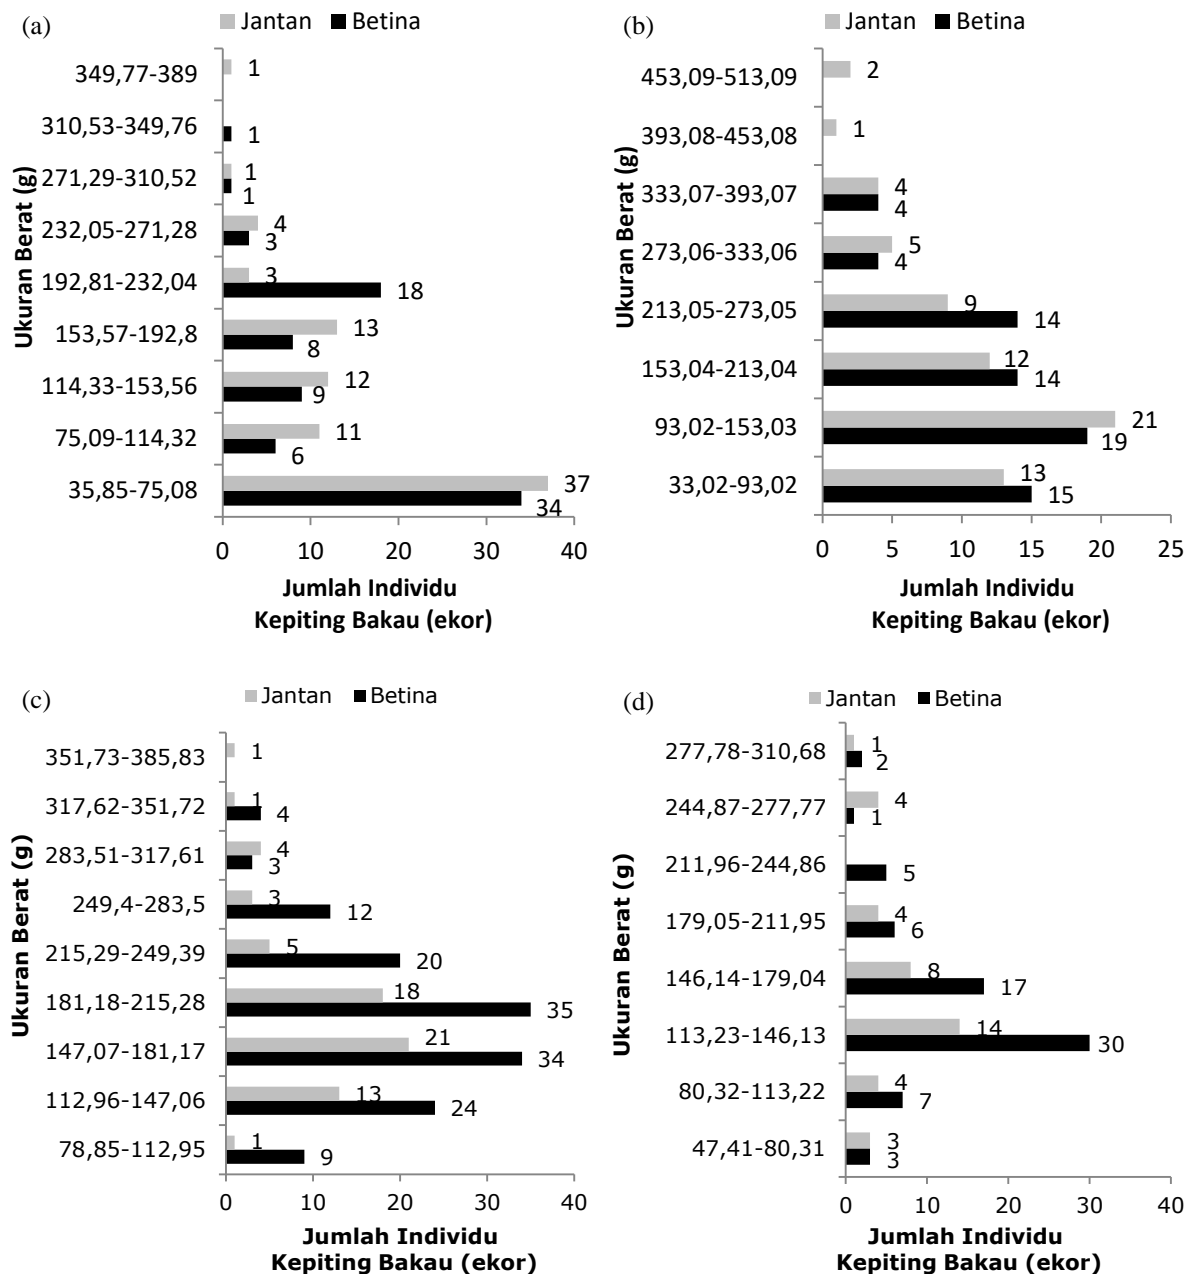 (a)
Jantan Betina
Ukuran Berat (g)
349,77-389 1
310,53-349,76 1
271,29-310,52 1 1
232,05-271,28 4 3
192,81-232,04 3 18
153,57-192,8 13 8
114,33-153,56 12 9
75,09-114,32 11 6
35,85-75,08 37 34
0 10 20 30 40
Jumlah Individu
Kepiting Bakau (ekor)
(b)
Jantan Betina
Ukuran Berat (g)
453,09-513,09 2
393,08-453,08 1
333,07-393,07 4 4
273,06-333,06 5 4
213,05-273,05 9 14
153,04-213,04 12 14
93,02-153,03 21 19
33,02-93,02 13 15
0 5 10 15 20 25
Jumlah Individu
Kepiting Bakau (ekor)
(c)
Jantan Betina
Ukuran Berat (g)
351,73-385,83 1
317,62-351,72 1 4
283,51-317,61 4 3
249,4-283,5 3 12
215,29-249,39 5 20
181,18-215,28 18 35
147,07-181,17 21 34
112,96-147,06 13 24
78,85-112,95 1 9
0 10 20 30 40
Jumlah Individu
Kepiting Bakau (ekor)
(d)
Jantan Betina
Ukuran Berat (g)
277,78-310,68 1 2
244,87-277,77 4 1
211,96-244,86 5
179,05-211,95 4 6
146,14-179,04 8 17
113,23-146,13 14 30
80,32-113,22 4 7
47,41-80,31 3 3
0 10 20 30 40
Jumlah Individu
Kepiting Bakau (ekor)